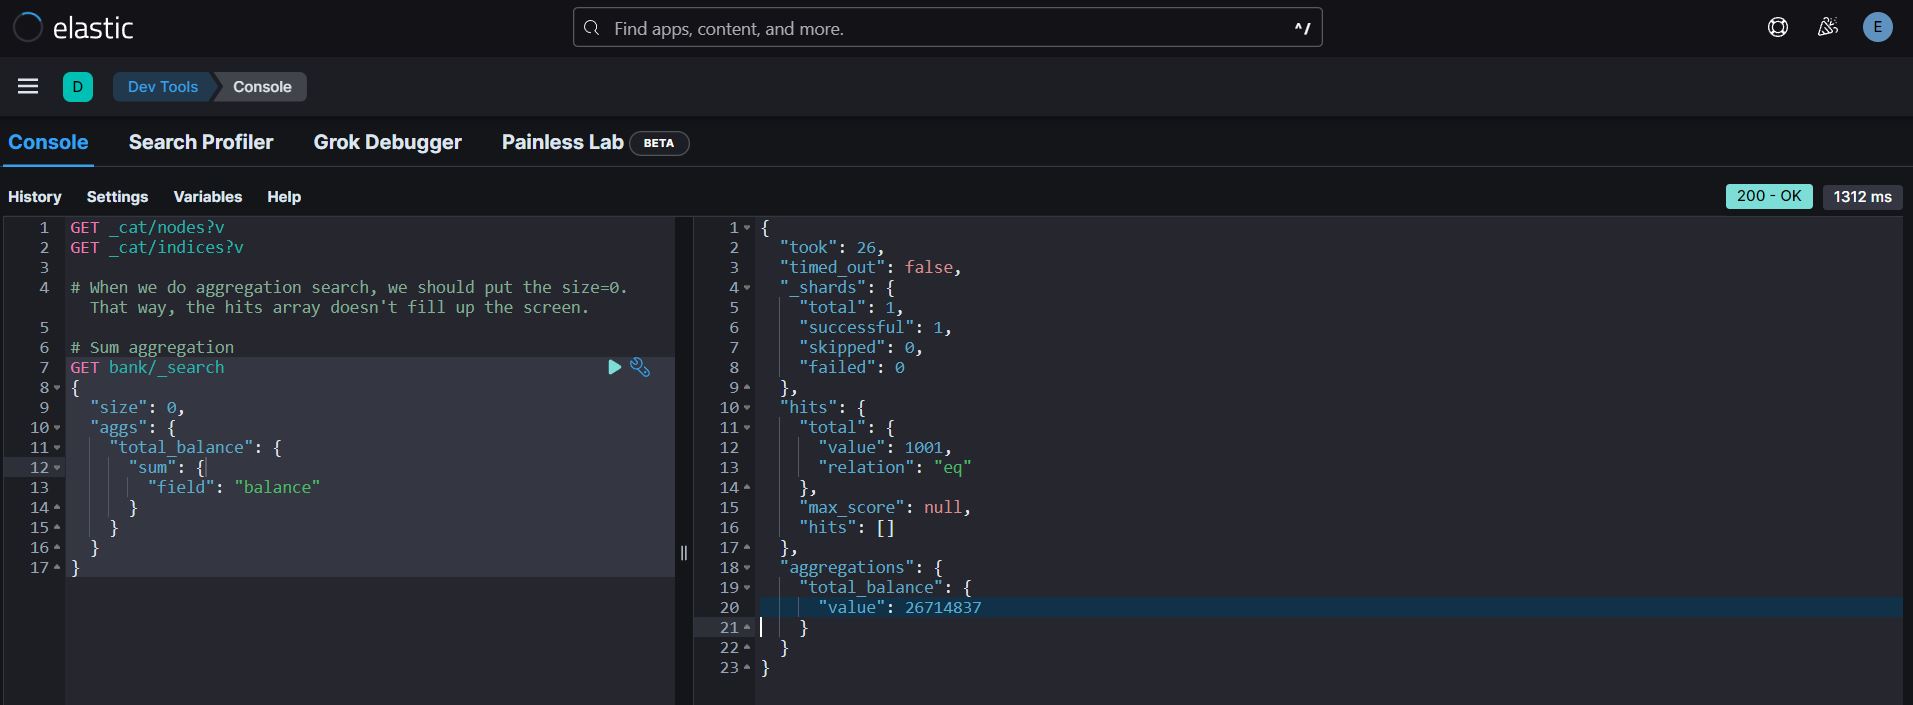 elastic
Find apps, content, and more.
^/
E
D
Dev Tools
Console
Console
Search Profiler
Grok Debugger
Painless Lab
BETA
History
Settings
Variables
Help
200 - OK
1312 ms
1 GET _cat/nodes?v
2 GET _cat/indices?v
3
4 # When we do aggregation search, we should put the size=0.
That way, the hits array doesn't fill up the screen.
5
6 # Sum aggregation
7 GET bank/_search
8 {
9 "size": 0,
10 "aggs": {
11 "total_balance": {
12 "sum": {
13 "field": "balance"
14 }
15 }
16 }
17 }
1 {
2 "took": 26,
3 "timed_out": false,
4 "_shards": {
5 "total": 1,
6 "successful": 1,
7 "skipped": 0,
8 "failed": 0
9 },
10 "hits": {
11 "total": {
12 "value": 1001,
13 "relation": "eq"
14 },
15 "max_score": null,
16 "hits": []
17 },
18 "aggregations": {
19 "total_balance": {
20 "value": 26714837
21 }
22 }
23 }